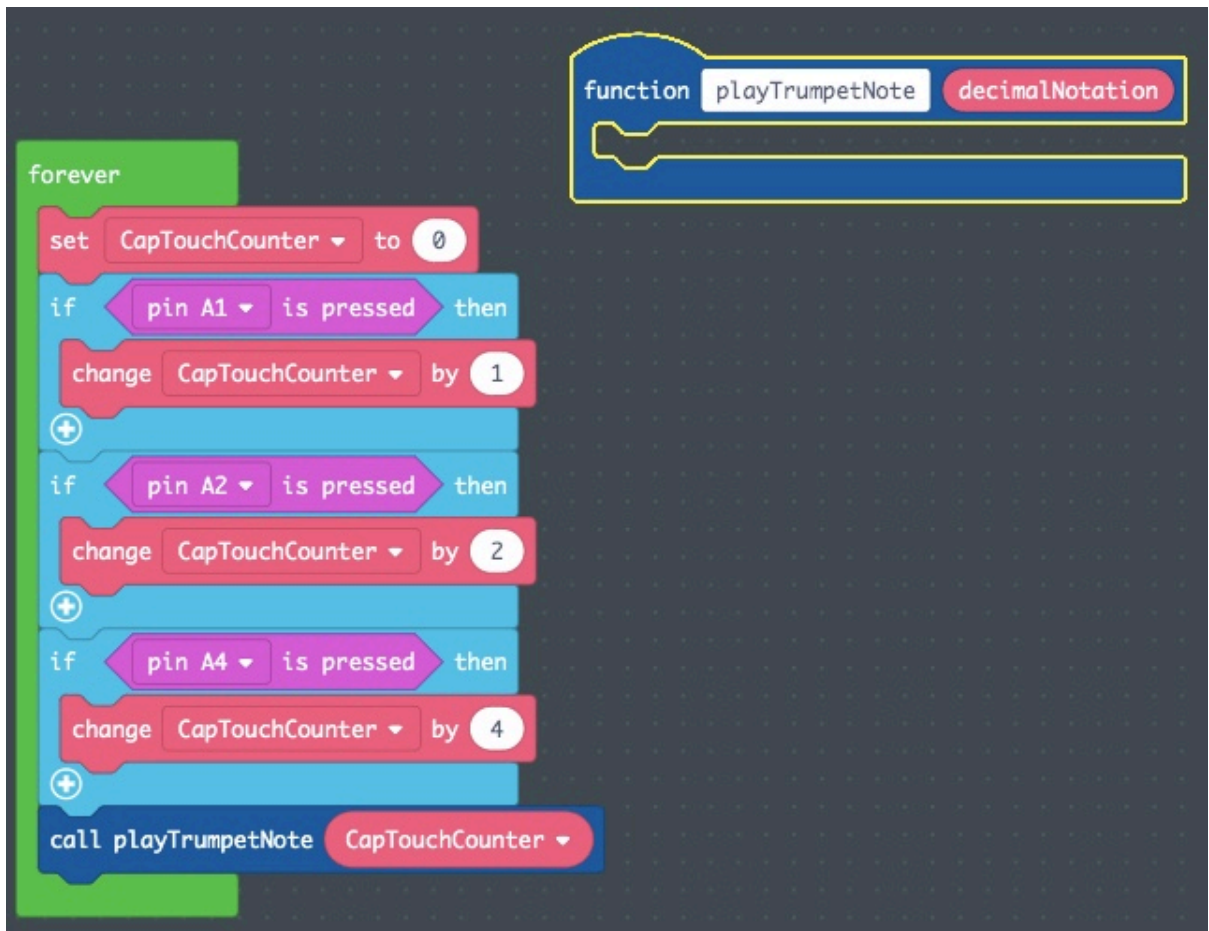 function playTrumpetNote decimalNotation
forever
set CapTouchCounter to 0
if pin A1 is pressed then
change CapTouchCounter by 1
if pin A2 is pressed then
change CapTouchCounter by 2
if pin A4 is pressed then
change CapTouchCounter by 4
call playTrumpetNote CapTouchCounter